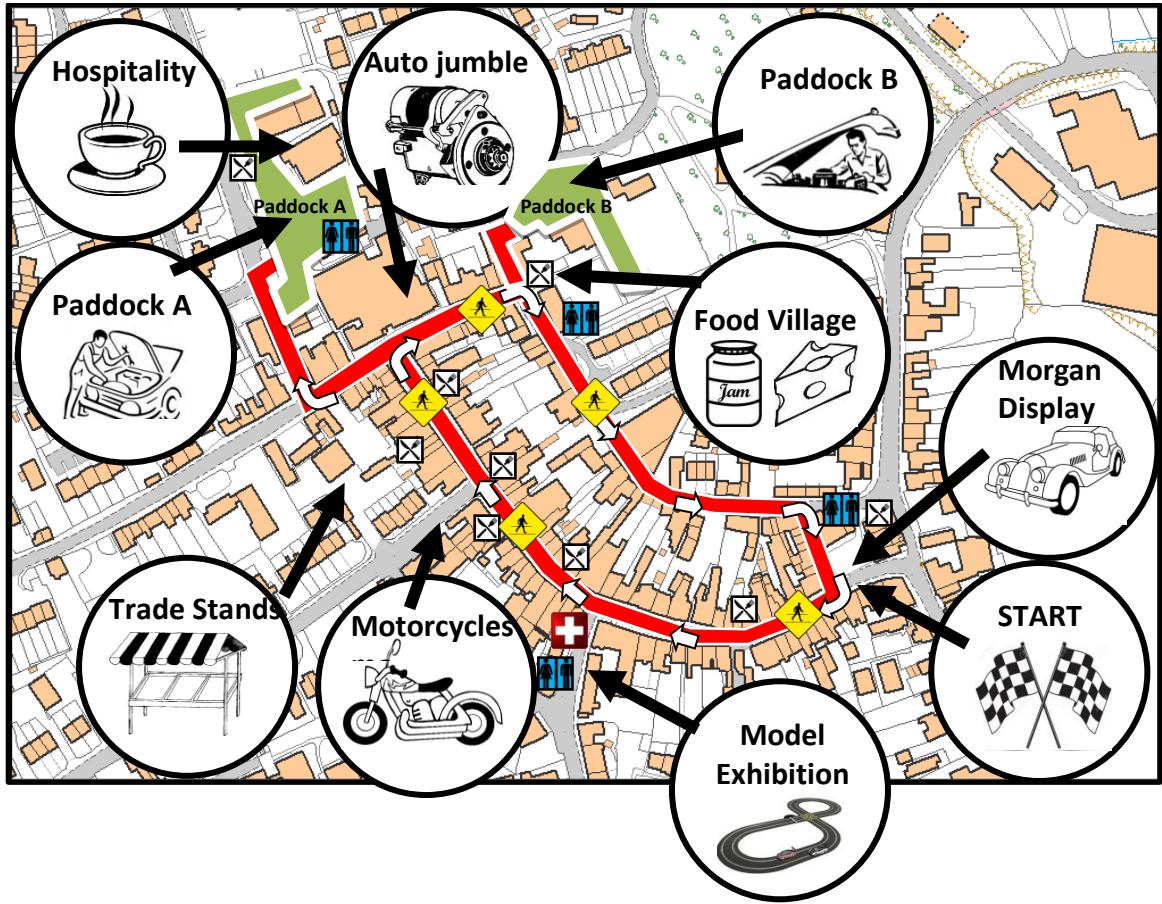 Hospitality
Auto jumble
Paddock B
Paddock A
Paddock B
Paddock A
Food Village
Jam
Morgan
Display
Trade Stands
Motorcycles
START
Model
Exhibition